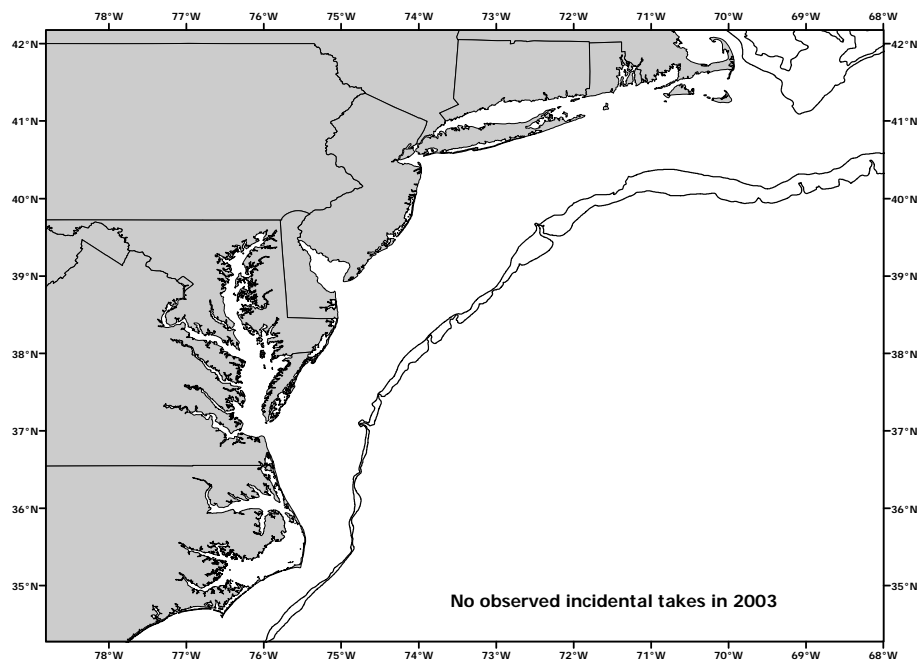 78°W 77°W 76°W 75°W 74°W 73°W 72°W 71°W 70°W 69°W 68°W
42°N 42°N
41°N 41°N
40°N 40°N
39°N 39°N
38°N 38°N
37°N 37°N
36°N 36°N
35°N 35°N
No observed incidental takes in 2003
78°W 77°W 76°W 75°W 74°W 73°W 72°W 71°W 70°W 69°W 68°W